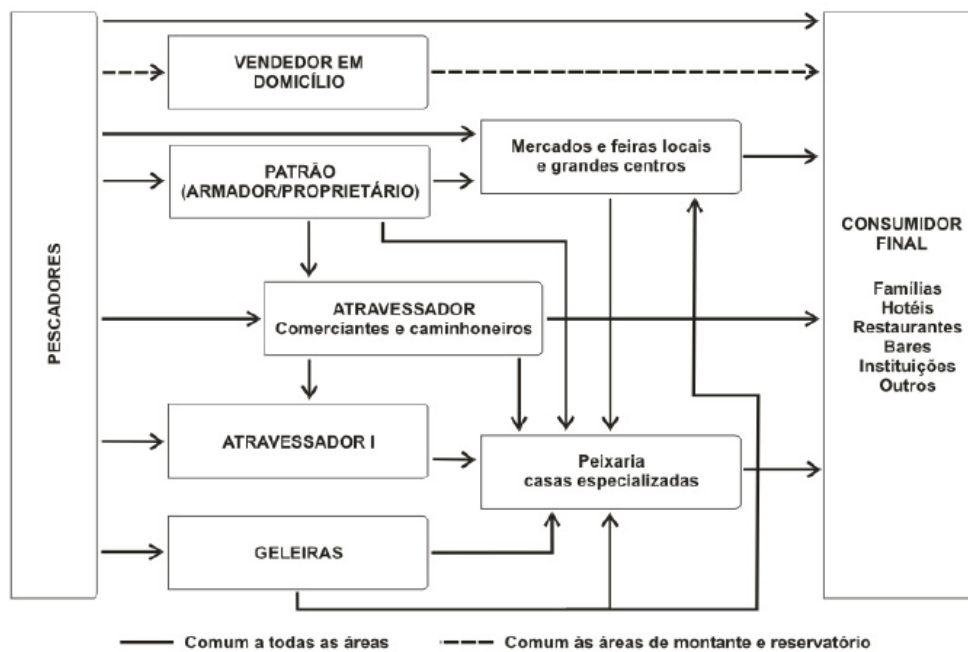 PESCADORES
VENDEDOR EM
DOMICÍLIO
PATRÃO
(ARMADOR/PROPRIETÁRIO)
Mercados e feiras locais
e grandes centros
ATRAVESSADOR
Comerciantes e caminhoneiros
ATRAVESSADOR I
Peixaria
casas especializadas
GELEIRAS
CONSUMIDOR
FINAL
Famílias
Hotéis
Restaurantes
Bares
Instituições
Outros
Comum a todas as áreas
Comum às áreas de montante e reservatório